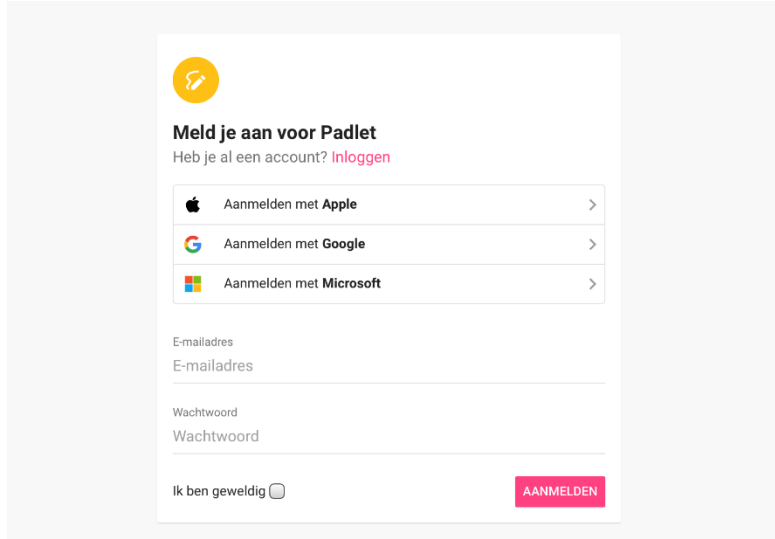 Meld je aan voor Padlet
Heb je al een account? Inloggen
Aanmelden met Apple
Aanmelden met Google
Aanmelden met Microsoft
E-mailadres
E-mailadres
Wachtwoord
Wachtwoord
Ik ben geweldig
AANMELDEN